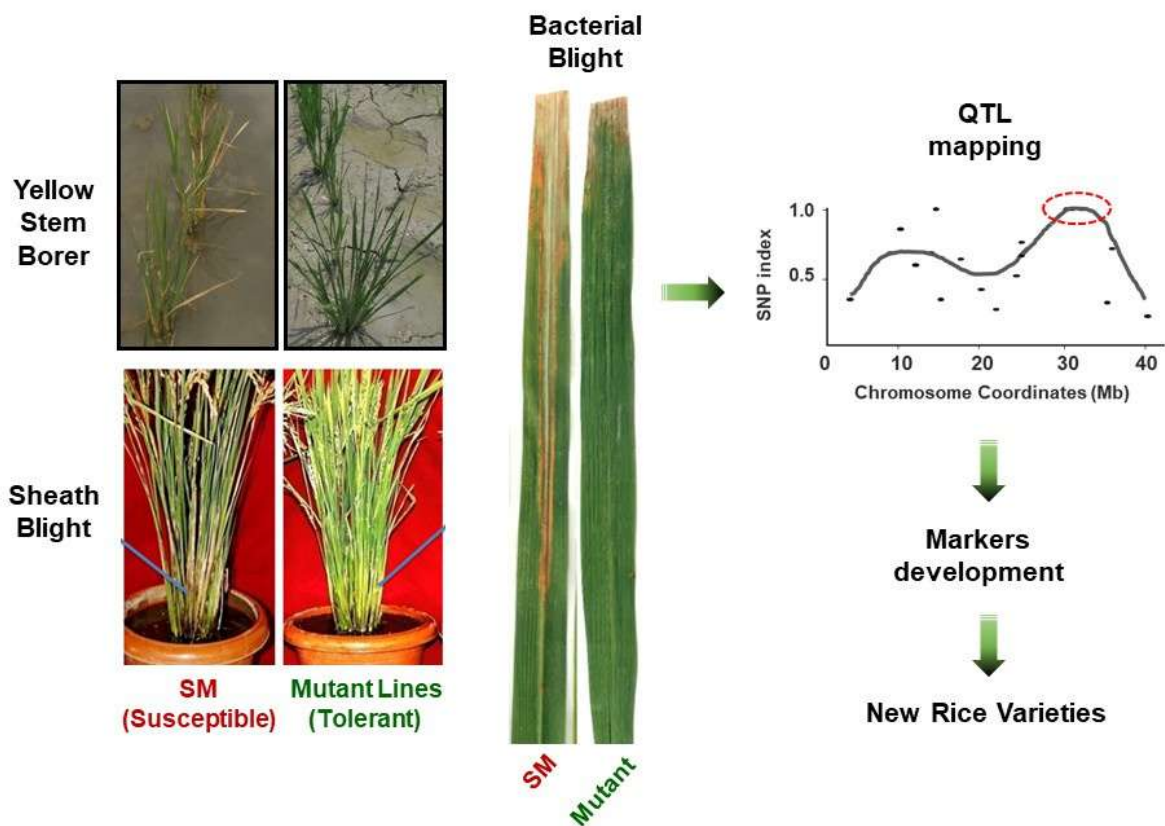 Bacterial
Blight
Yellow
Stem
Borer
Sheath
Blight
SM
(Susceptible)
Mutant Lines
(Tolerant)
SM
Mutant
QTL
mapping
SNP index
1.0
0.5
0 10 20 30 40
Chromosome Coordinates (Mb)
Markers
development
New Rice Varieties